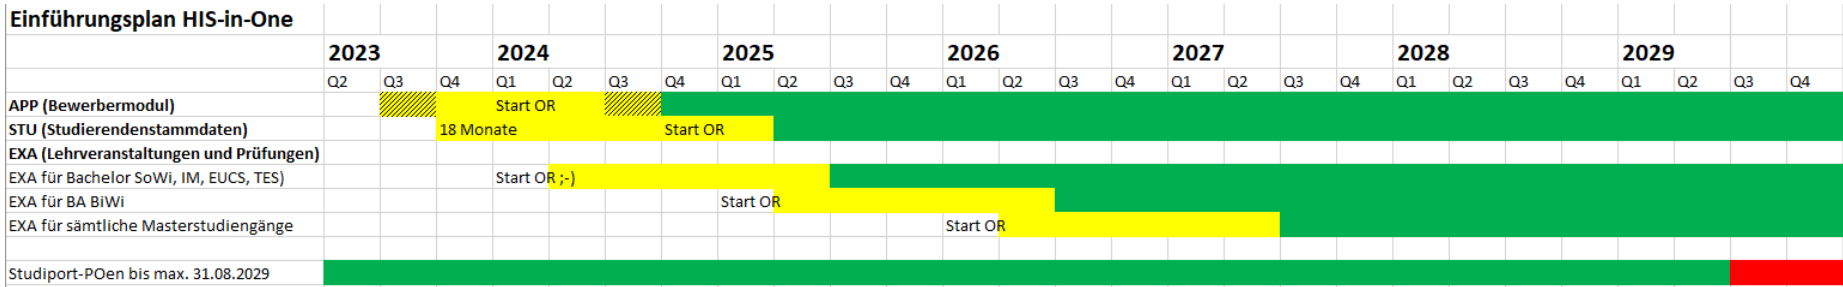 Einführungsplan HIS-in-One
2023 2024 2025 2026 2027 2028 2029
Q2 Q3 Q4 Q1 Q2 Q3 Q4 Q1 Q2 Q3 Q4 Q1 Q2 Q3 Q4 Q1 Q2 Q3 Q4 Q1 Q2 Q3 Q4 Q1 Q2 Q3 Q4
APP (Bewerbermodul) Start OR
STU (Studierendenstammdaten) 18 Monate Start OR
EXA (Lehrveranstaltungen und Prüfungen)
EXA für Bachelor SoWi, IM, EUCS, TES) Start OR ;-)
EXA für BA BiWi Start OR
EXA für sämtliche Masterstudiengänge Start OR
Studiport-POen bis max. 31.08.2029